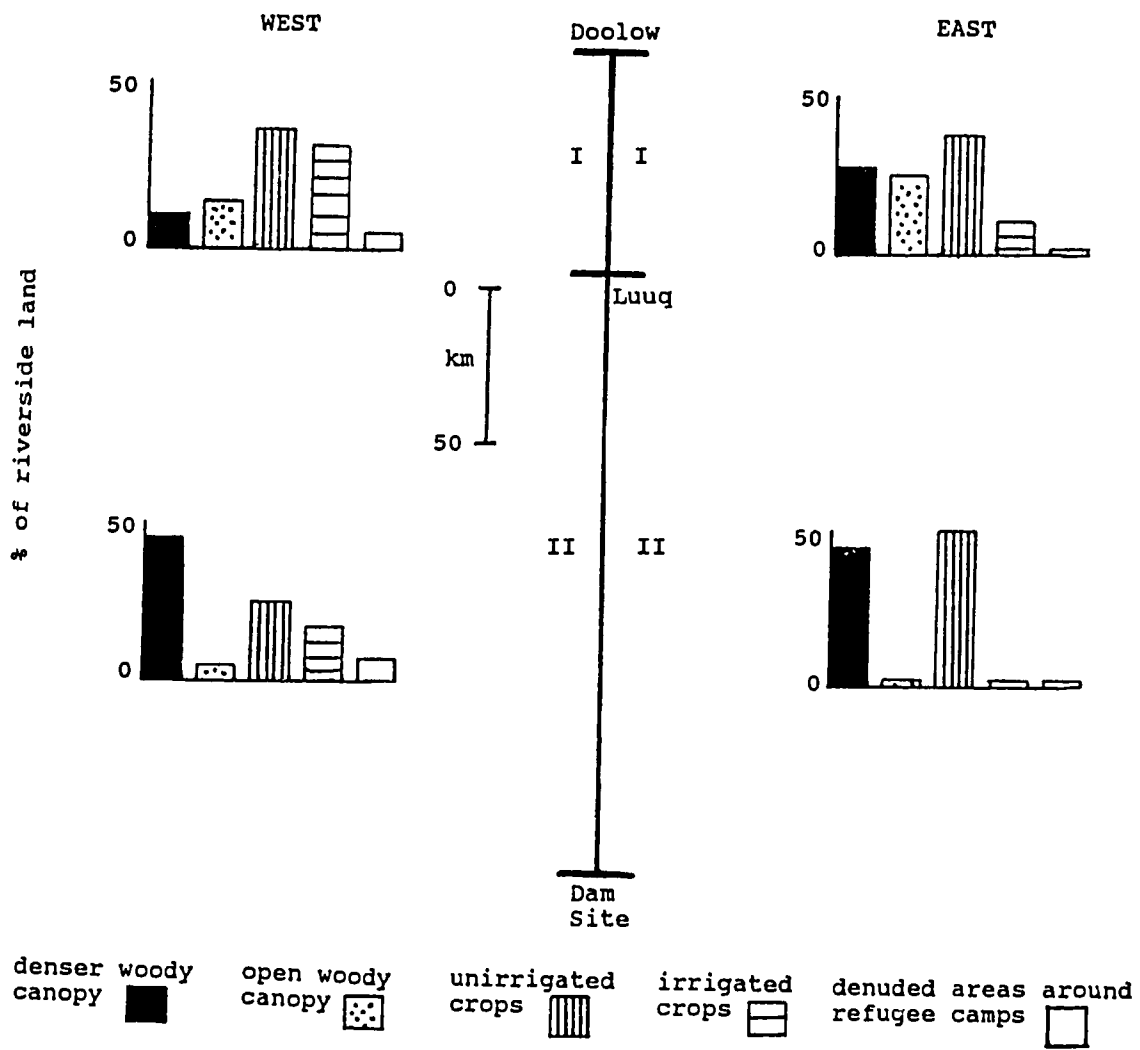 WEST
Doolow
EAST
50
0
50
0
I
I
% of riverside land
0
km
50
Luuq
50
0
II
II
50
0
Dam
Site
denser woody
canopy
open woody
canopy
unirrigated
crops
irrigated
crops
denuded areas around
refugee camps